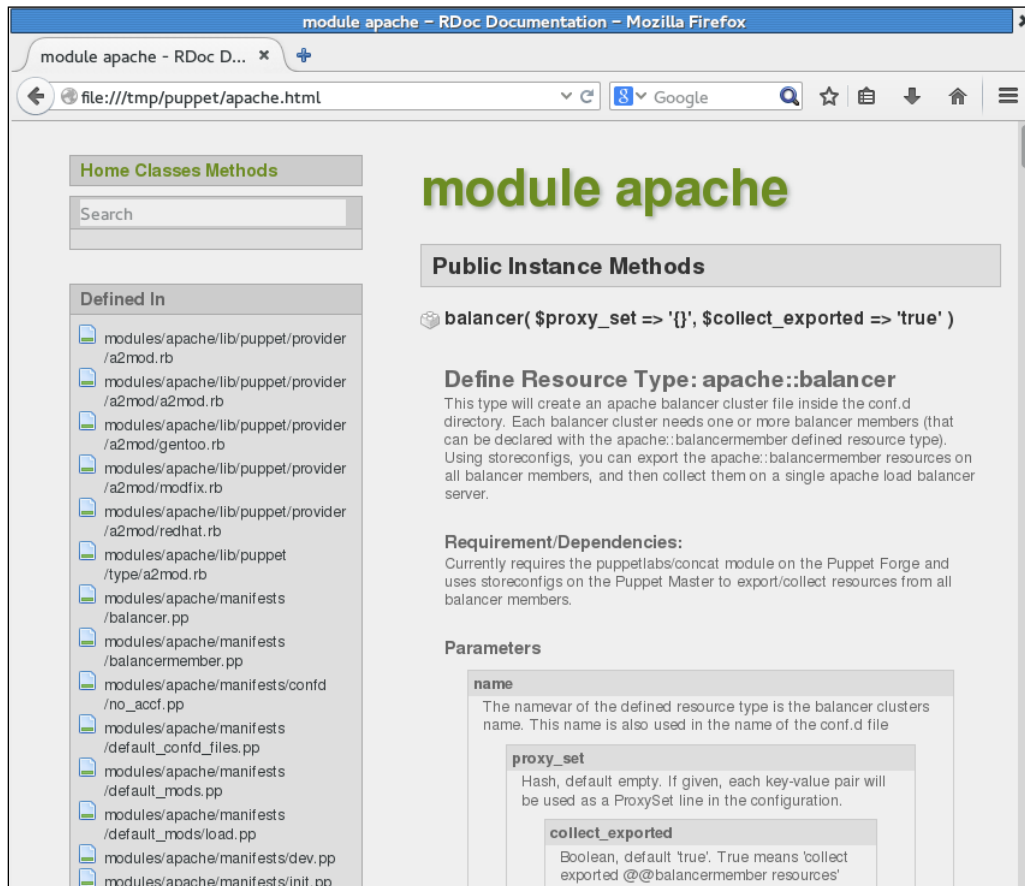 module apache – RDoc Documentation – Mozilla Firefox
module apache - RDoc D...
file:///tmp/puppet/apache.html
Google
Home Classes Methods
Search
Defined In
modules/apache/lib/puppet/provider
/a2mod.rb
modules/apache/lib/puppet/provider
/a2mod/a2mod.rb
modules/apache/lib/puppet/provider
/a2mod/gentoo.rb
modules/apache/lib/puppet/provider
/a2mod/modfix.rb
modules/apache/lib/puppet/provider
/a2mod/redhat.rb
modules/apache/lib/puppet
/type/a2mod.rb
modules/apache/manifests
/balancer.pp
modules/apache/manifests
/balancermember.pp
modules/apache/manifests/confd
/no_accf.pp
modules/apache/manifests
/default_confd_files.pp
modules/apache/manifests
/default_mods.pp
modules/apache/manifests
/default_mods/load.pp
modules/apache/manifests/dev.pp
modules/apache/manifests/init.pp
module apache
Public Instance Methods
balancer( $proxy_set => '{}', $collect_exported => 'true' )
Define Resource Type: apache::balancer
This type will create an apache balancer cluster file inside the conf.d
directory. Each balancer cluster needs one or more balancer members (that
can be declared with the apache::balancermember defined resource type).
Using storeconfigs, you can export the apache::balancermember resources on
all balancer members, and then collect them on a single apache load balancer
server.
Requirement/Dependencies:
Currently requires the puppetlabs/concat module on the Puppet Forge and
uses storeconfigs on the Puppet Master to export/collect resources from all
balancer members.
Parameters
name
The namevar of the defined resource type is the balancer clusters
name. This name is also used in the name of the conf.d file
proxy_set
Hash, default empty. If given, each key-value pair will
be used as a ProxySet line in the configuration.
collect_exported
Boolean, default 'true'. True means 'collect
exported @@balancermember resources'